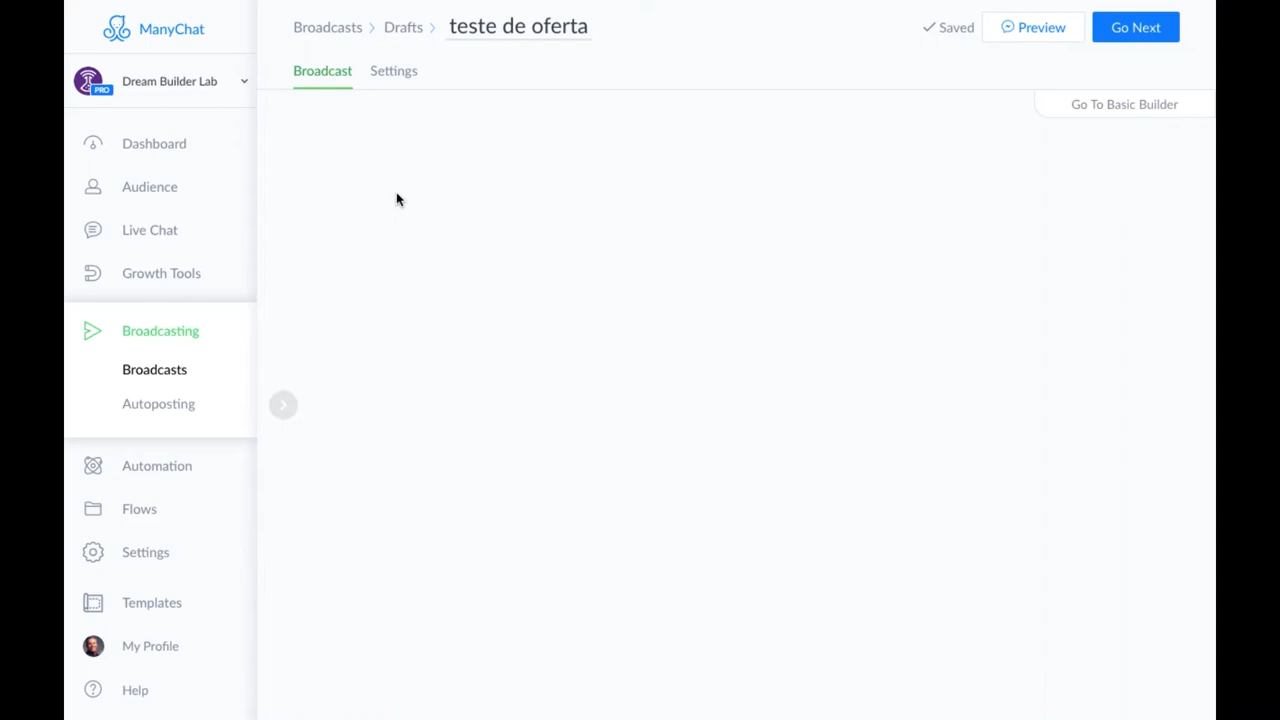 ManyChat
Broadcasts > Drafts > teste de oferta
Saved
Preview
Go Next
Dream Builder Lab
PRO
Broadcast
Settings
Go To Basic Builder
Dashboard
Audience
Live Chat
Growth Tools
Broadcasting
Broadcasts
Autoposting
Automation
Flows
Settings
Templates
My Profile
Help